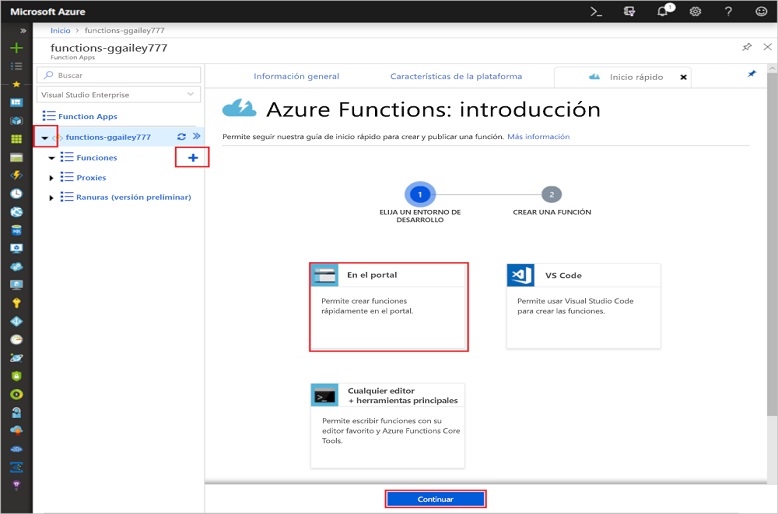 Microsoft Azure
1
Inicio > functions-ggailey777
functions-ggailey777
Function Apps
Buscar
Visual Studio Enterprise
Function Apps
functions-ggailey777
Funciones
Proxies
Ranuras (versión preliminar)
Información general
Características de la plataforma
Inicio rápido
Azure Functions: introducción
Permite seguir nuestra guía de inicio rápido para crear y publicar una función. Más información
1
2
ELIJA UN ENTORNO DE
DESARROLLO
CREAR UNA FUNCIÓN
En el portal
Permite crear funciones
rápidamente en el portal.
VS Code
Permite usar Visual Studio Code
para crear las funciones.
Cualquier editor
+ herramientas principales
Permite escribir funciones con su
editor favorito y Azure Functions Core
Tools.
Continuar